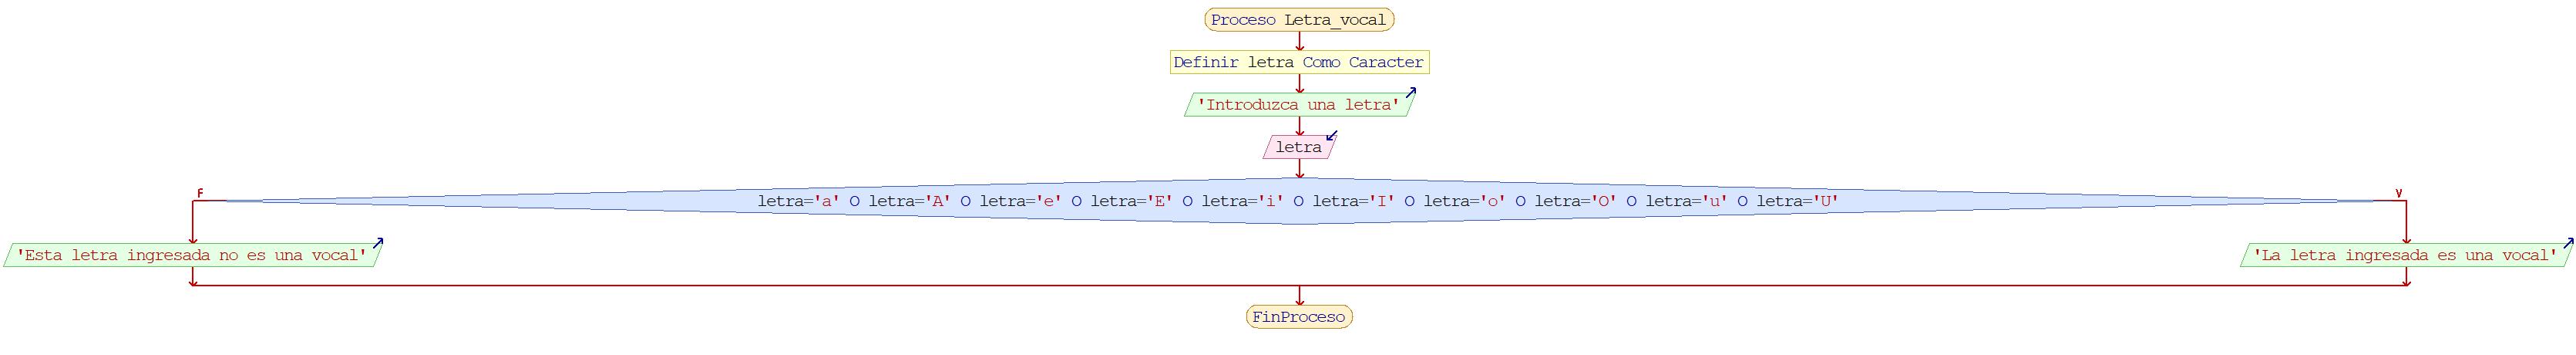 Proceso Letra_vocal
Definir letra Como Caracter
'Introduzca una letra'
letra
F
V
letra='a' O letra='A' O letra='e' O letra='E' O letra='i' O letra='I' O letra='o' O letra='O' O letra='u' O letra='U'
'Esta letra ingresada no es una vocal'
'La letra ingresada es una vocal'
FinProceso